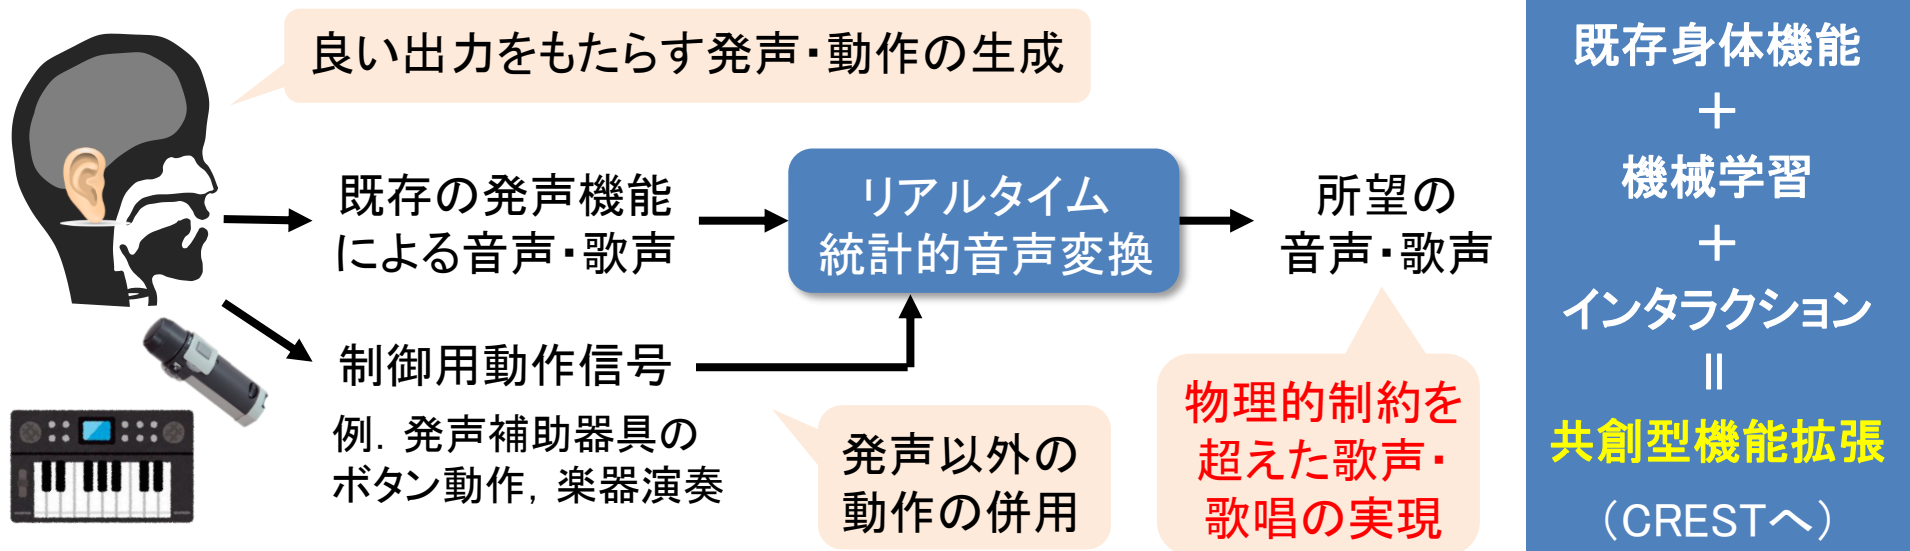 良い出力をもたらす発声・動作の生成
既存の発声機能
による音声・歌声
リアルタイム
統計的音声変換
所望の
音声・歌声
制御用動作信号
例．発声補助器具の
ボタン動作，楽器演奏
発声以外の
動作の併用
物理的制約を
超えた歌声・
歌唱の実現
既存身体機能
＋
機械学習
＋
インタラクション
＝
共創型機能拡張
（CRESTへ）